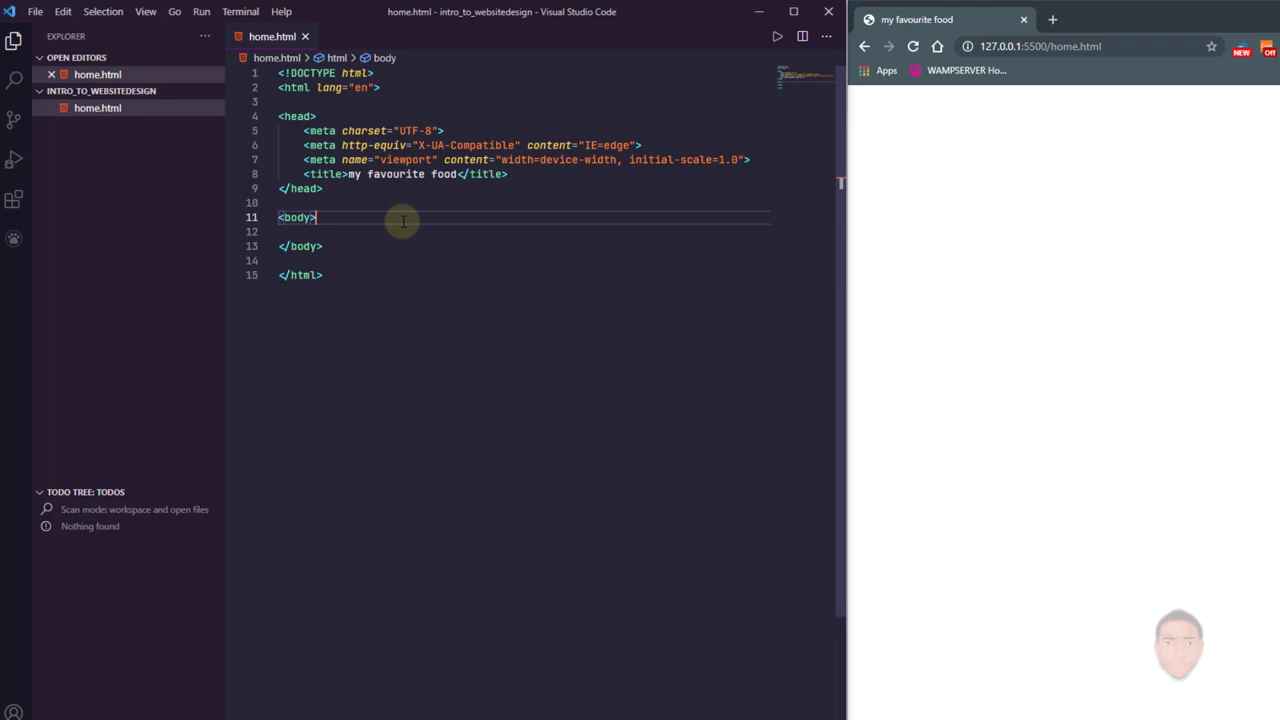 File Edit Selection View Go Run Terminal Help
home.html - intro_to_websitedesign - Visual Studio Code
EXPLORER
OPEN EDITORS
home.html
INTRO_TO_WEBSITEDESIGN
home.html
TODO TREE: TODOS
Scan mode: workspace and open files
Nothing found
home.html
home.html > html > body
1 <!DOCTYPE html>
2 <html lang="en">
3
4 <head>
5 <meta charset="UTF-8">
6 <meta http-equiv="X-UA-Compatible" content="IE=edge">
7 <meta name="viewport" content="width=device-width, initial-scale=1.0">
8 <title>my favourite food</title>
9 </head>
10
11 <body>
12
13 </body>
14
15 </html>
my favourite food
127.0.0.1:5500/home.html
NEW
Off
Apps WAMPSERVER Ho...